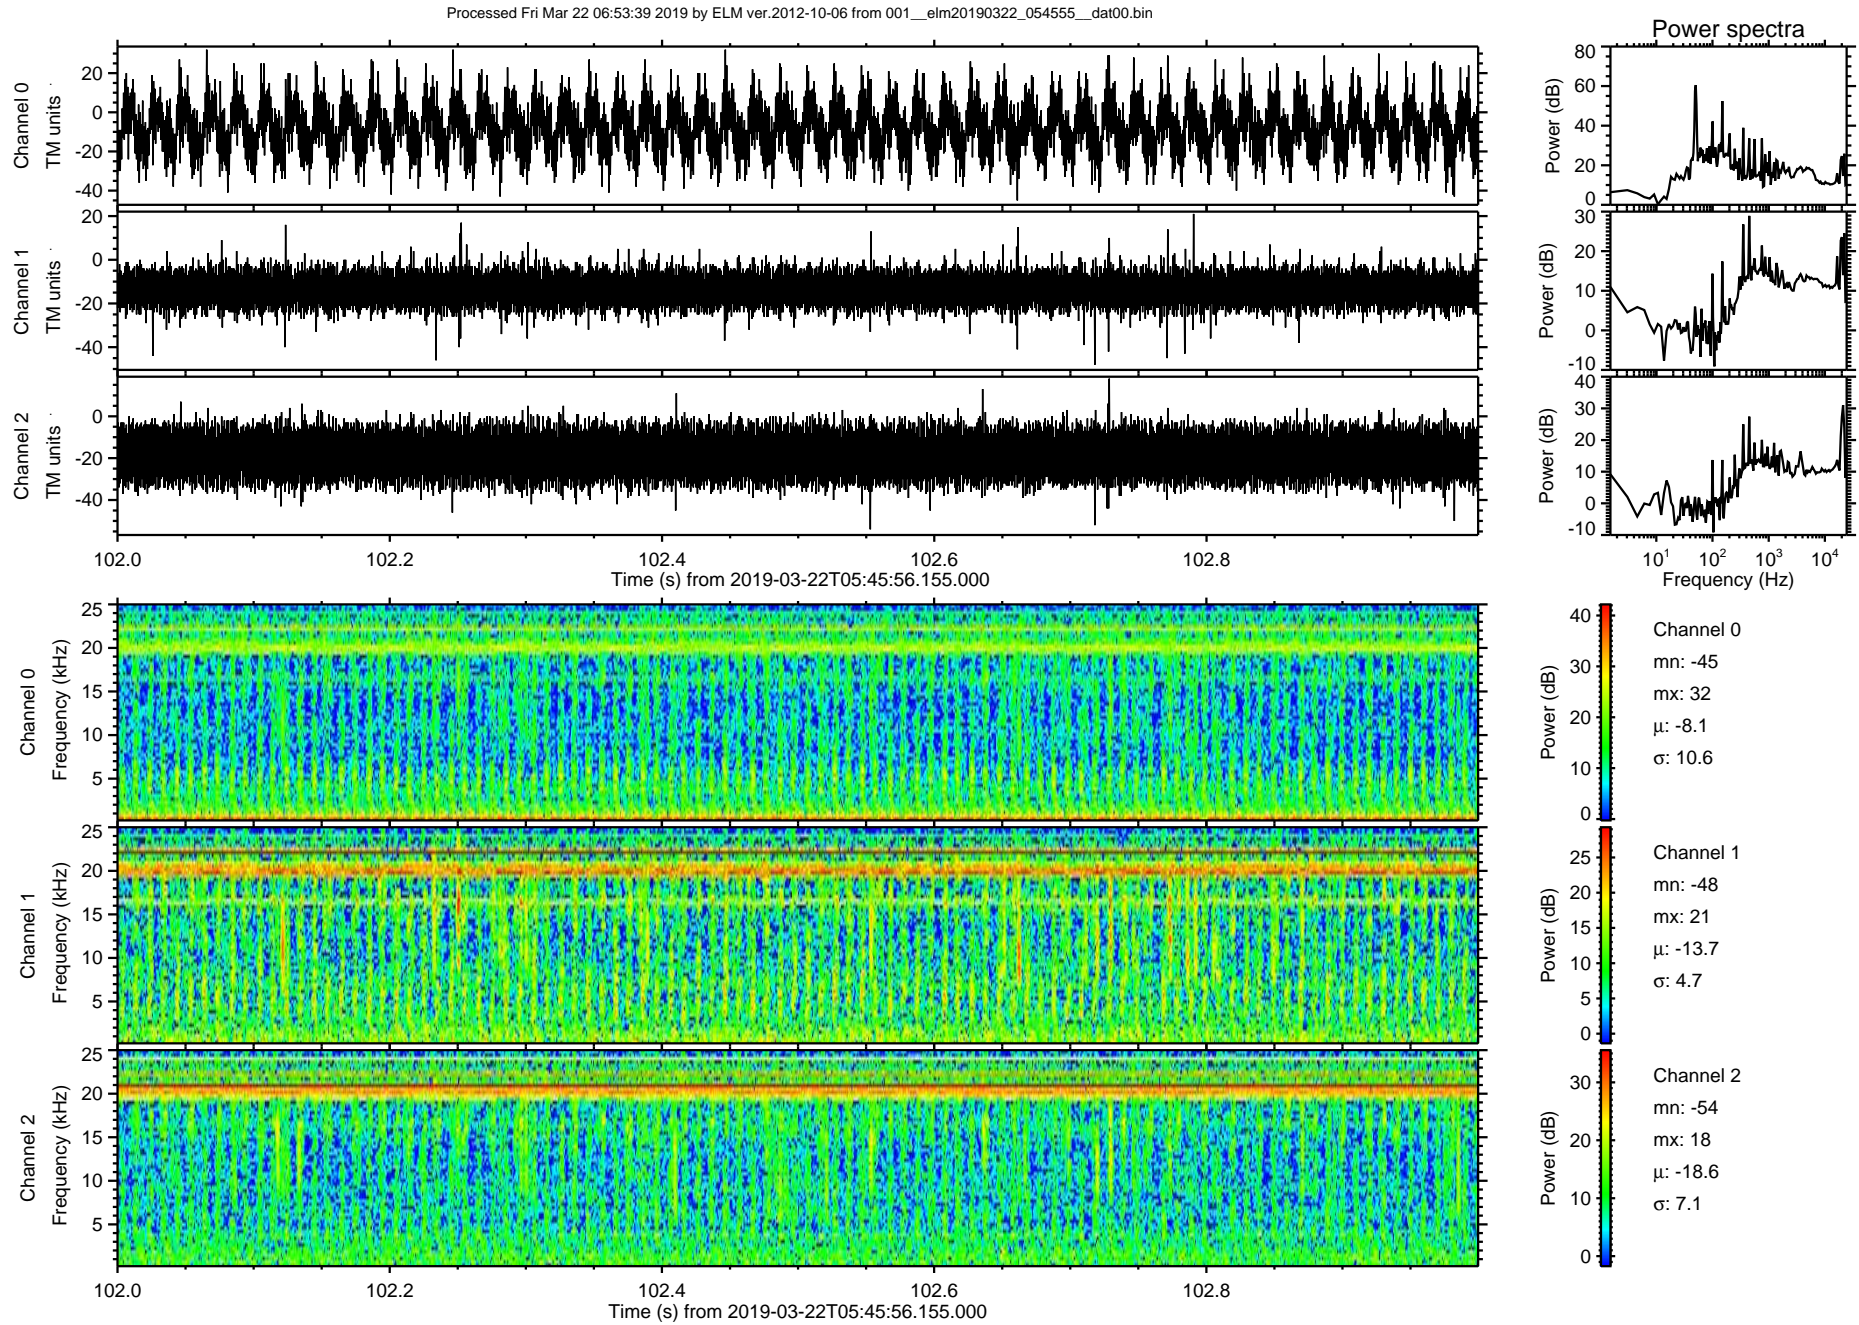 Processed Fri Mar 22 06:53:39 2019 by ELM ver.2012-10-06 from 001__elm20190322_054555__dat00.bin
Power spectra
Channel 0
TM units
20
0
-20
-40
Power (dB)
80
60
40
20
0
Channel 1
TM units
20
0
-20
-40
Power (dB)
30
20
10
0
-10
Channel 2
TM units
0
-20
-40
Power (dB)
40
30
20
10
0
-10
102.0 102.2 102.4 102.6 102.8
Time (s) from 2019-03-22T05:45:56.155.000
10¹ 10² 10³ 10⁴
Frequency (Hz)
Channel 0
Frequency (kHz)
25
20
15
10
5
Power (dB)
40
30
20
10
0
Channel 0
mn: -45
mx: 32
μ: -8.1
σ: 10.6
Channel 1
Frequency (kHz)
25
20
15
10
5
Power (dB)
25
20
15
10
5
0
Channel 1
mn: -48
mx: 21
μ: -13.7
σ: 4.7
Channel 2
Frequency (kHz)
25
20
15
10
5
Power (dB)
30
20
10
0
Channel 2
mn: -54
mx: 18
μ: -18.6
σ: 7.1
102.0 102.2 102.4 102.6 102.8
Time (s) from 2019-03-22T05:45:56.155.000